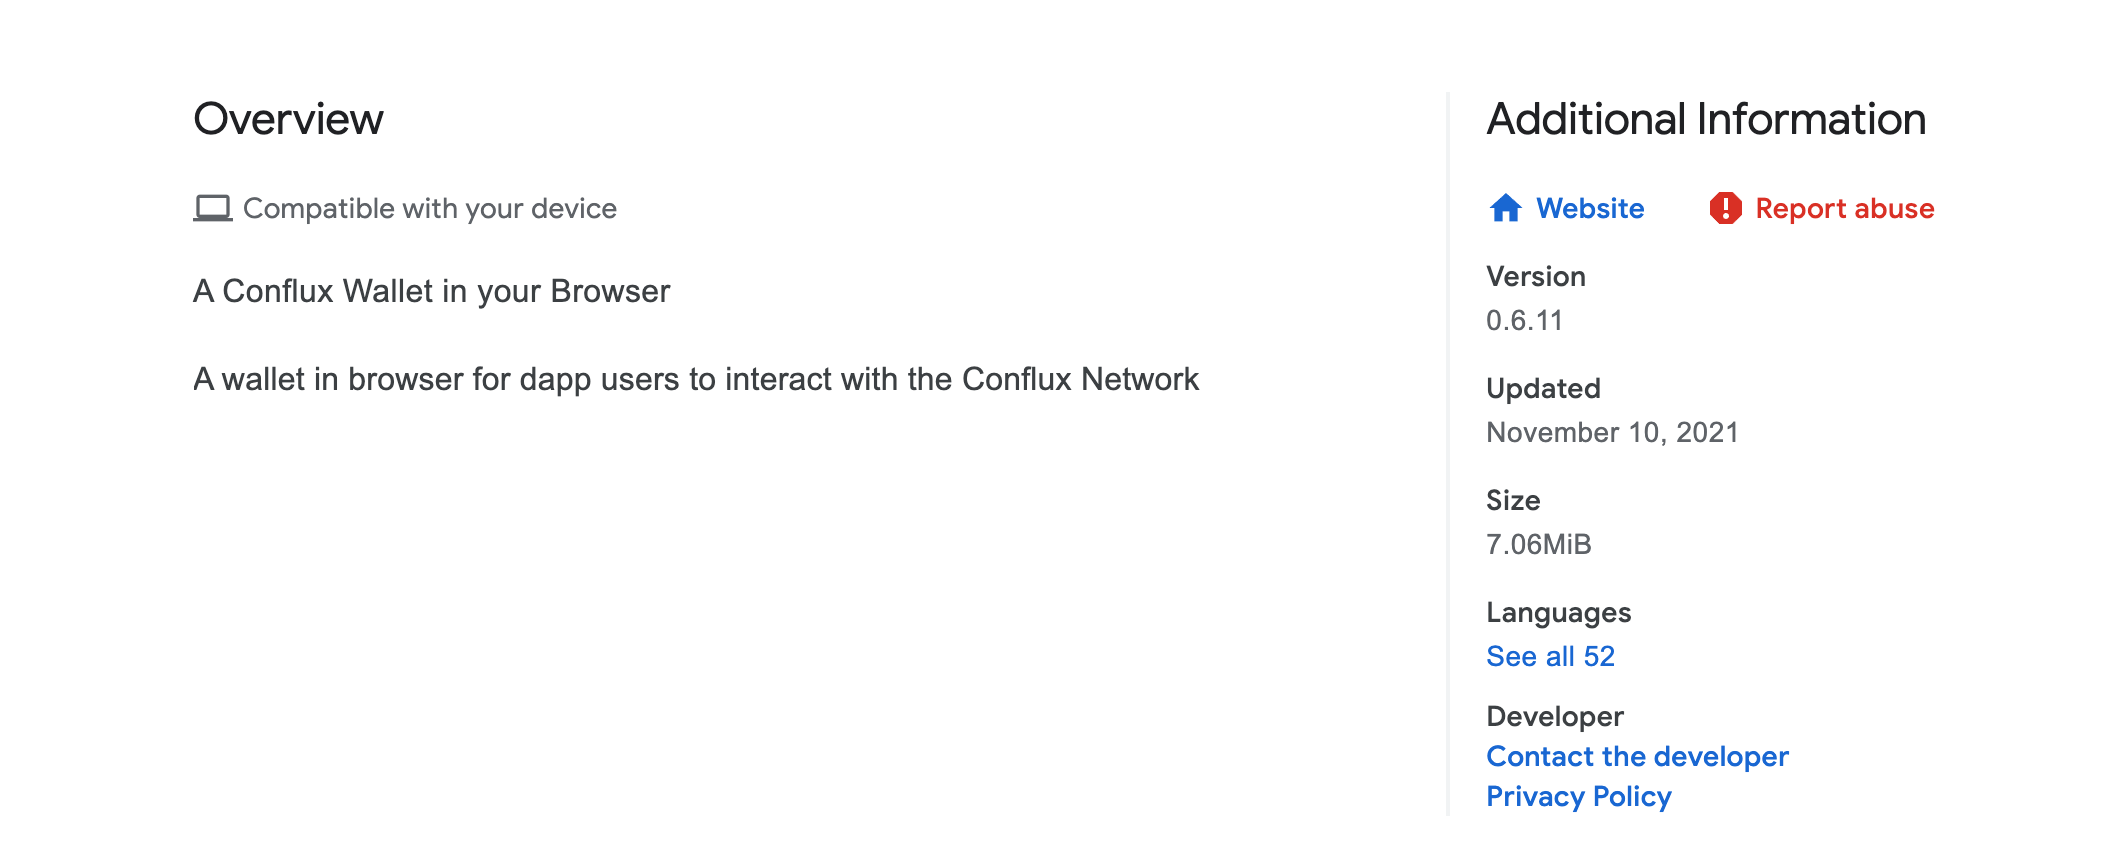 Overview
Compatible with your device
A Conflux Wallet in your Browser
A wallet in browser for dapp users to interact with the Conflux Network
Additional Information
Website
Report abuse
Version
0.6.11
Updated
November 10, 2021
Size
7.06MiB
Languages
See all 52
Developer
Contact the developer
Privacy Policy